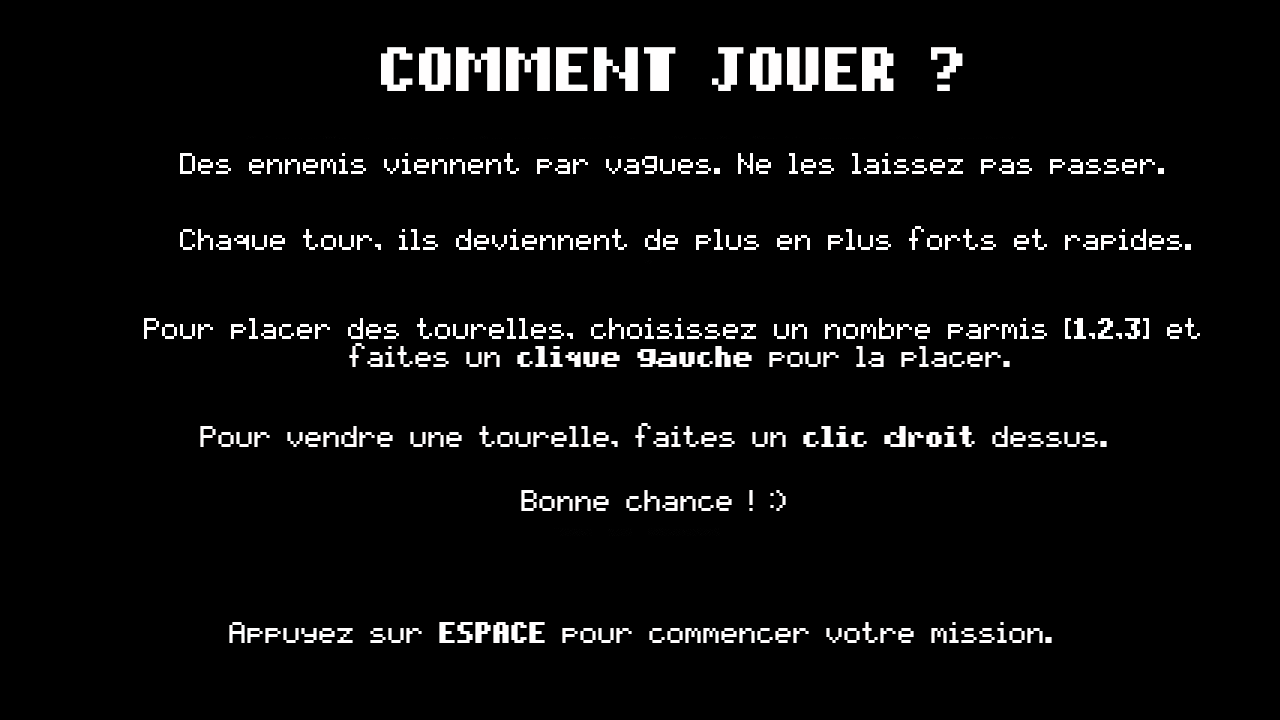 COMMENT JOUER ?
Des ennemis viennent par vagues. Ne les laissez pas passer.
Chaque tour, ils deviennent de plus en plus forts et rapides.
Pour placer des tourelles, choisissez un nombre parmis [1,2,3] et
faites un clique gauche pour la placer.
Pour vendre une tourelle, faites un clic droit dessus.
Bonne chance ! :)
Appuyez sur ESPACE pour commencer votre mission.